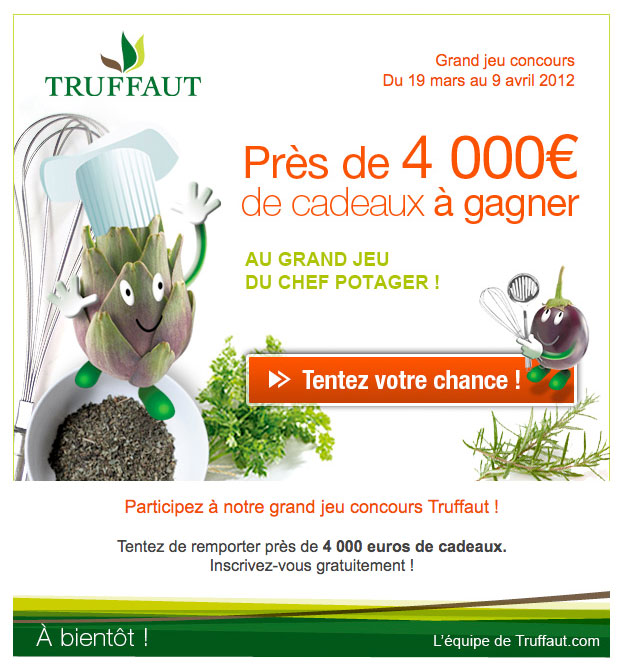 TRUFFAUT
Grand jeu concours
Du 19 mars au 9 avril 2012
Près de 4 000€
de cadeaux à gagner
AU GRAND JEU
DU CHEF POTAGER !
Tentez votre chance !
Participez à notre grand jeu concours Truffaut !
Tentez de remporter près de 4 000 euros de cadeaux.
Inscrivez-vous gratuitement !
À bientôt !
L'équipe de Truffaut.com